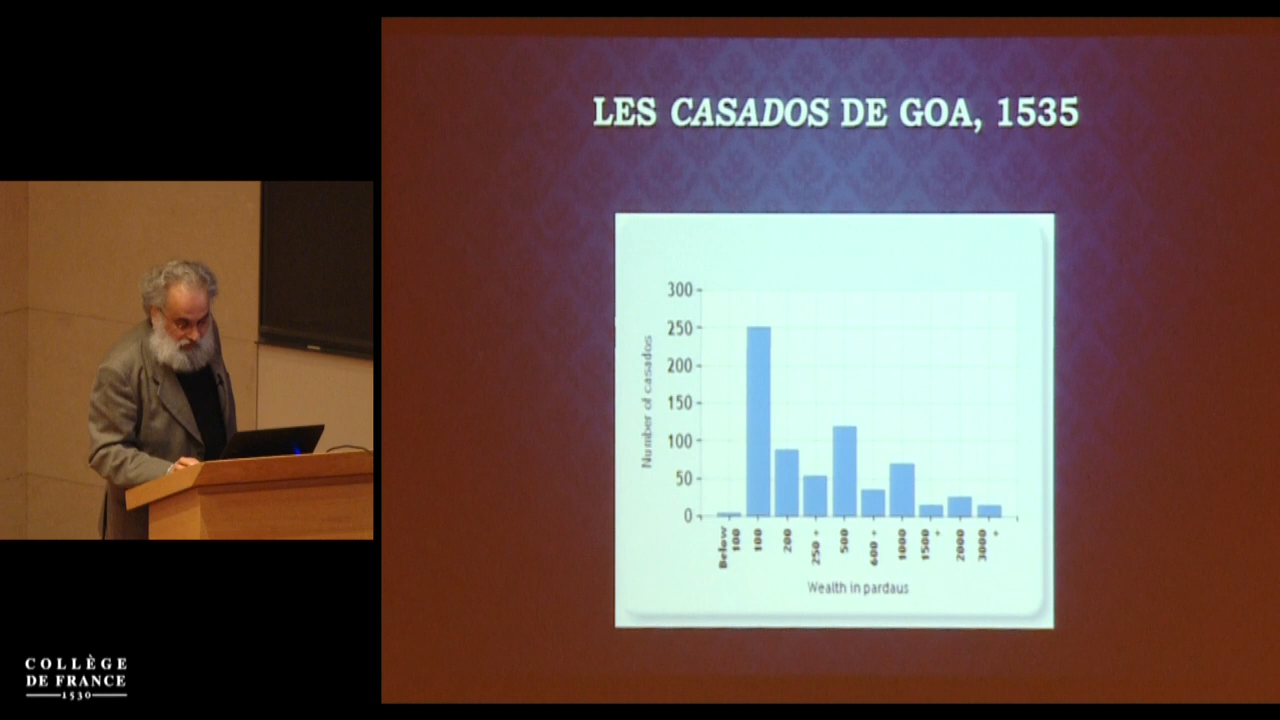 LES CASADOS DE GOA, 1535
300
250
200
150
100
50
0
Number of casados
Below 100
100
200
250 +
500
600 +
1000
1500 +
2000
3000 +
Wealth in pardaus
COLLÈGE
DE FRANCE
1530